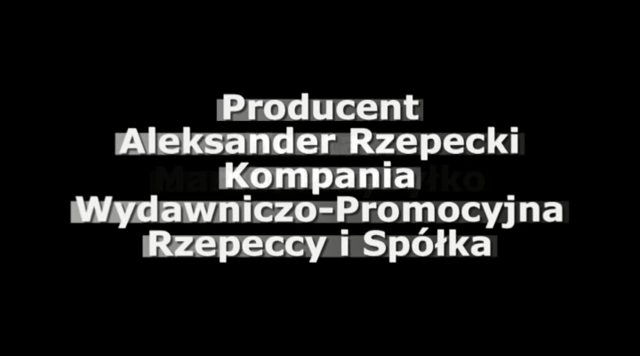 Producent
Aleksander Rzepecki
Kompania
Wydawniczo-Promocyjna
Rzepeccy i Spółka